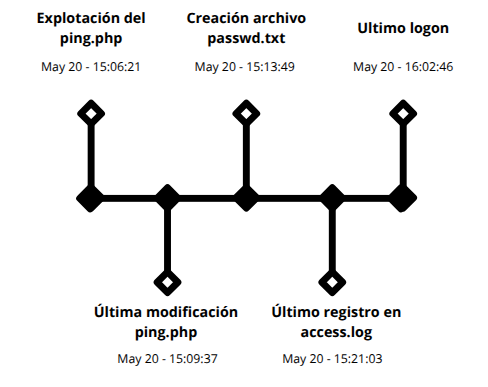 Explotación del
ping.php
May 20 - 15:06:21
Creación archivo
passwd.txt
May 20 - 15:13:49
Ultimo logon
May 20 - 16:02:46
Última modificación
ping.php
May 20 - 15:09:37
Último registro en
access.log
May 20 - 15:21:03